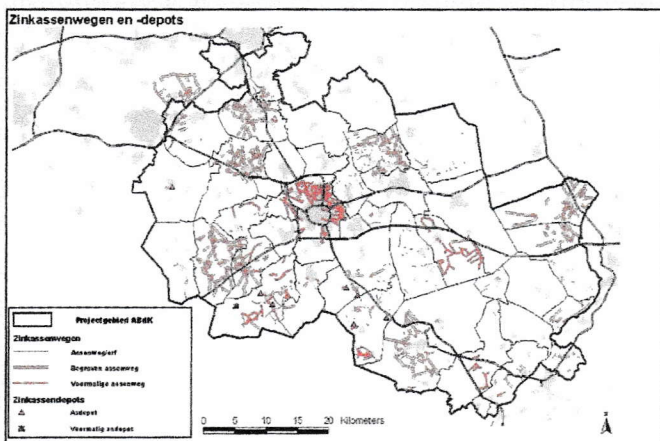 Zinkassenwegen en -depots
Projectgebied ABdK
Zinkassenwegen
Assenweg/erf
Begraven assenweg
Voormalige assenweg
Zinkassendepots
Asdepot
Voormalig asdepot
0 5 10 15 20 Kilometers